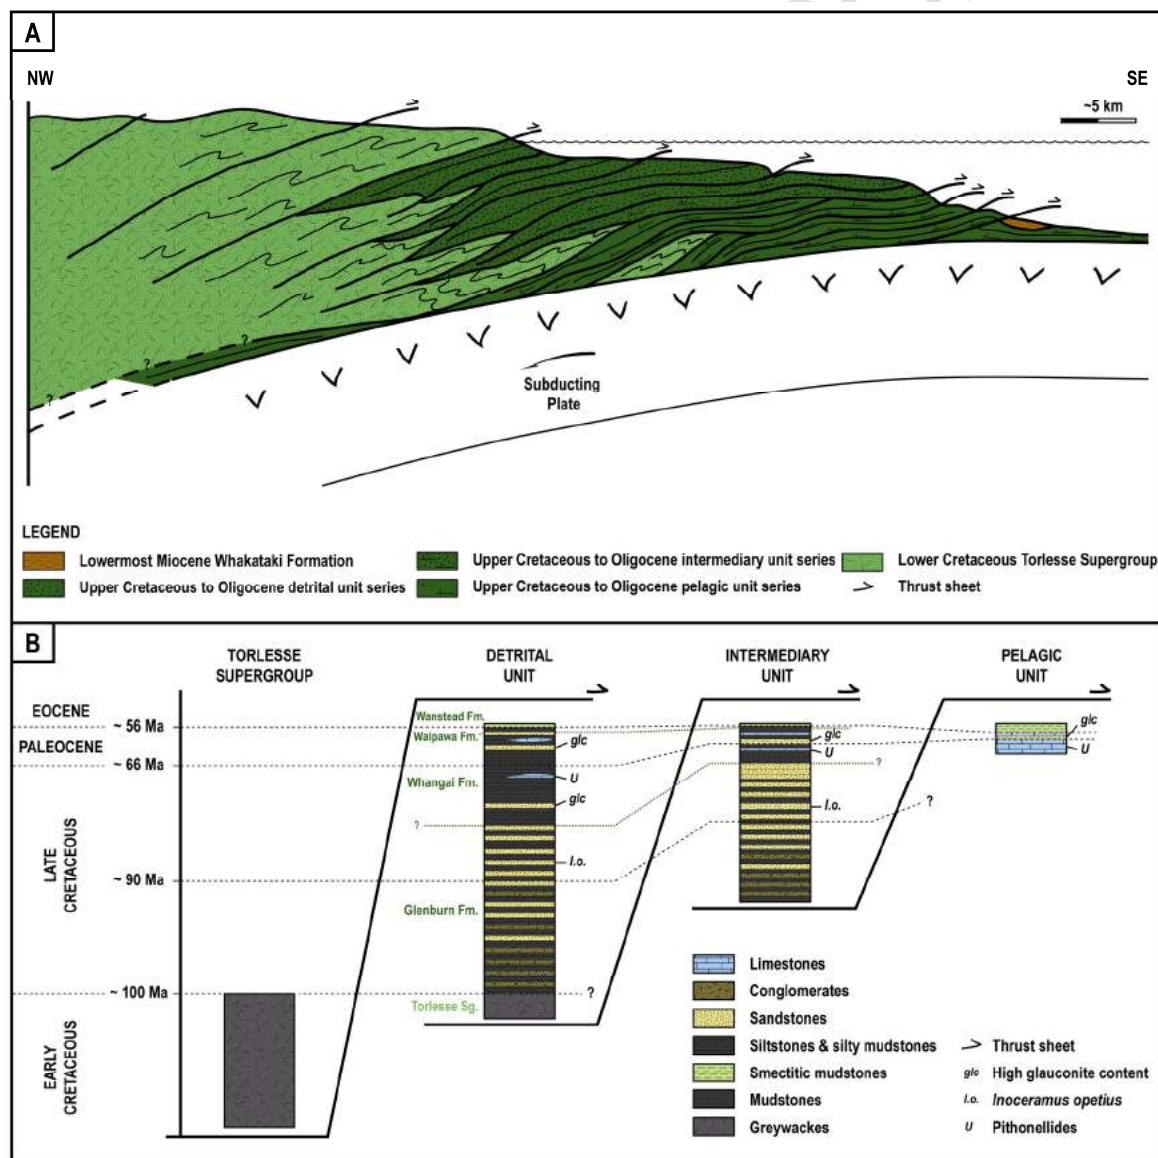 A
NW
SE
~5 km
?
?
?
Subducting
Plate
LEGEND
Lowermost Miocene Whakataki Formation
Upper Cretaceous to Oligocene intermediary unit series
Lower Cretaceous Torlesse Supergroup
Upper Cretaceous to Oligocene detrital unit series
Upper Cretaceous to Oligocene pelagic unit series
Thrust sheet
B
TORLESSE
SUPERGROUP
DETRITAL
UNIT
INTERMEDIARY
UNIT
PELAGIC
UNIT
EOCENE
~ 56 Ma
PALEOCENE
~ 66 Ma
LATE
CRETACEOUS
~ 90 Ma
~ 100 Ma
EARLY
CRETACEOUS
Wanstead Fm.
Waipawa Fm.
Whangai Fm.
?
Glenburn Fm.
Torlesse Sg.
glc
U
glc
I.o.
?
glc
U
?
I.o.
?
glc
U
Limestones
Conglomerates
Sandstones
Siltstones & silty mudstones
Smectitic mudstones
Mudstones
Greywackes
Thrust sheet
glc High glauconite content
I.o. Inoceramus opetius
U Pithonellides